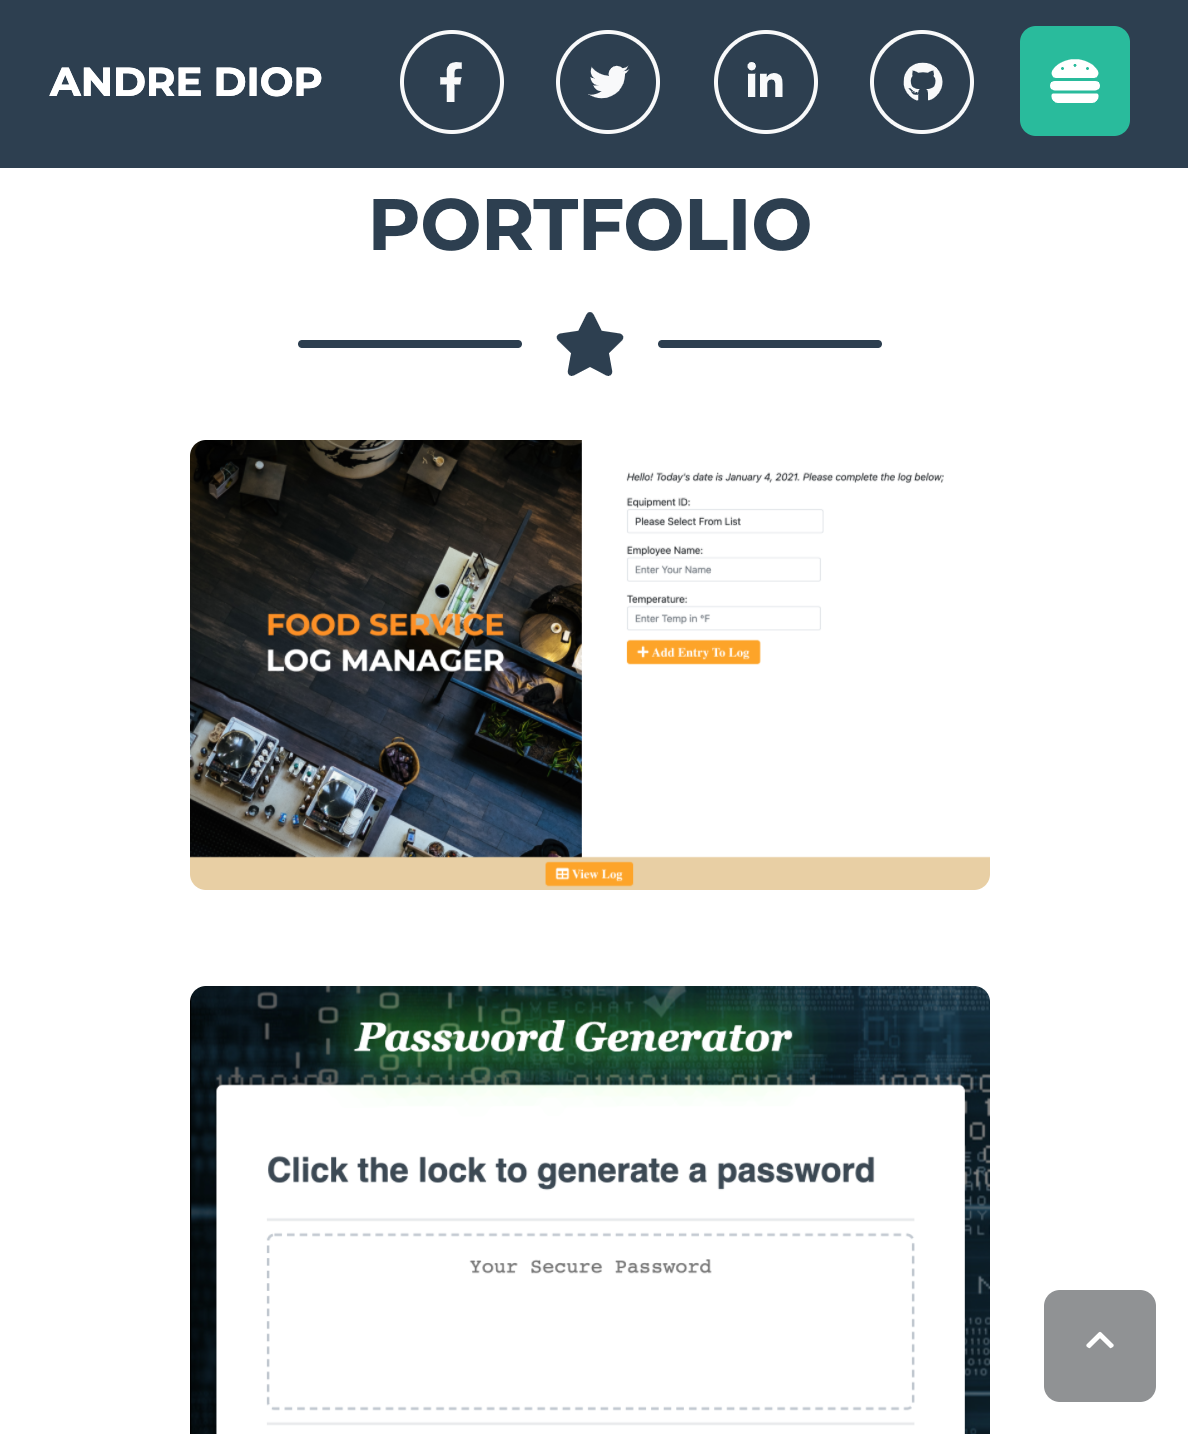 ANDRE DIOP
PORTFOLIO
Hello! Today's date is January 4, 2021. Please complete the log below;
Equipment ID:
Please Select From List
Employee Name:
Enter Your Name
Temperature:
Enter Temp in °F
Add Entry To Log
FOOD SERVICE
LOG MANAGER
View Log
Password Generator
Click the lock to generate a password
Your Secure Password